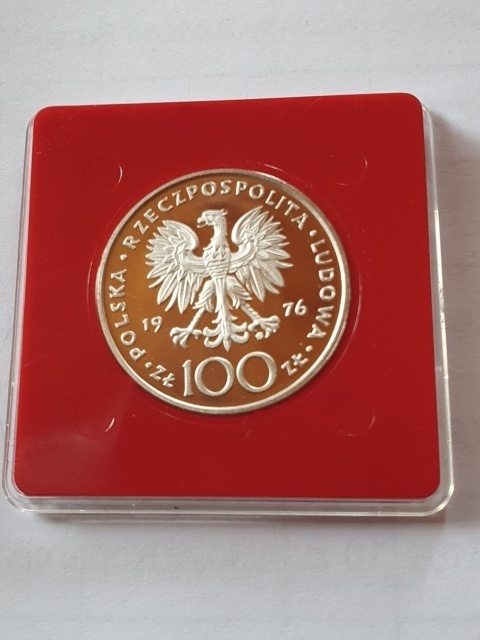 · POLSKA · RZECZPOSPOLITA · LUDOWA ·
19 76
ZŁ 100 ZŁ